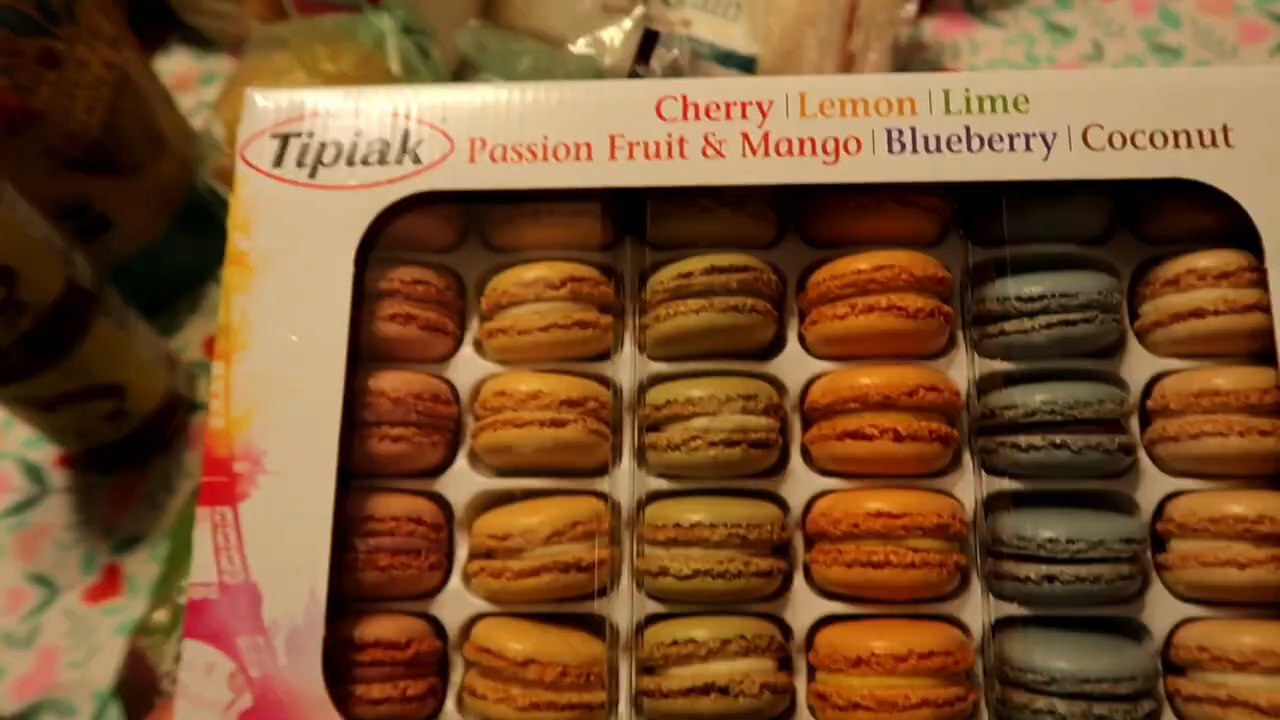 Tipiak
Cherry | Lemon | Lime
Passion Fruit & Mango | Blueberry | Coconut